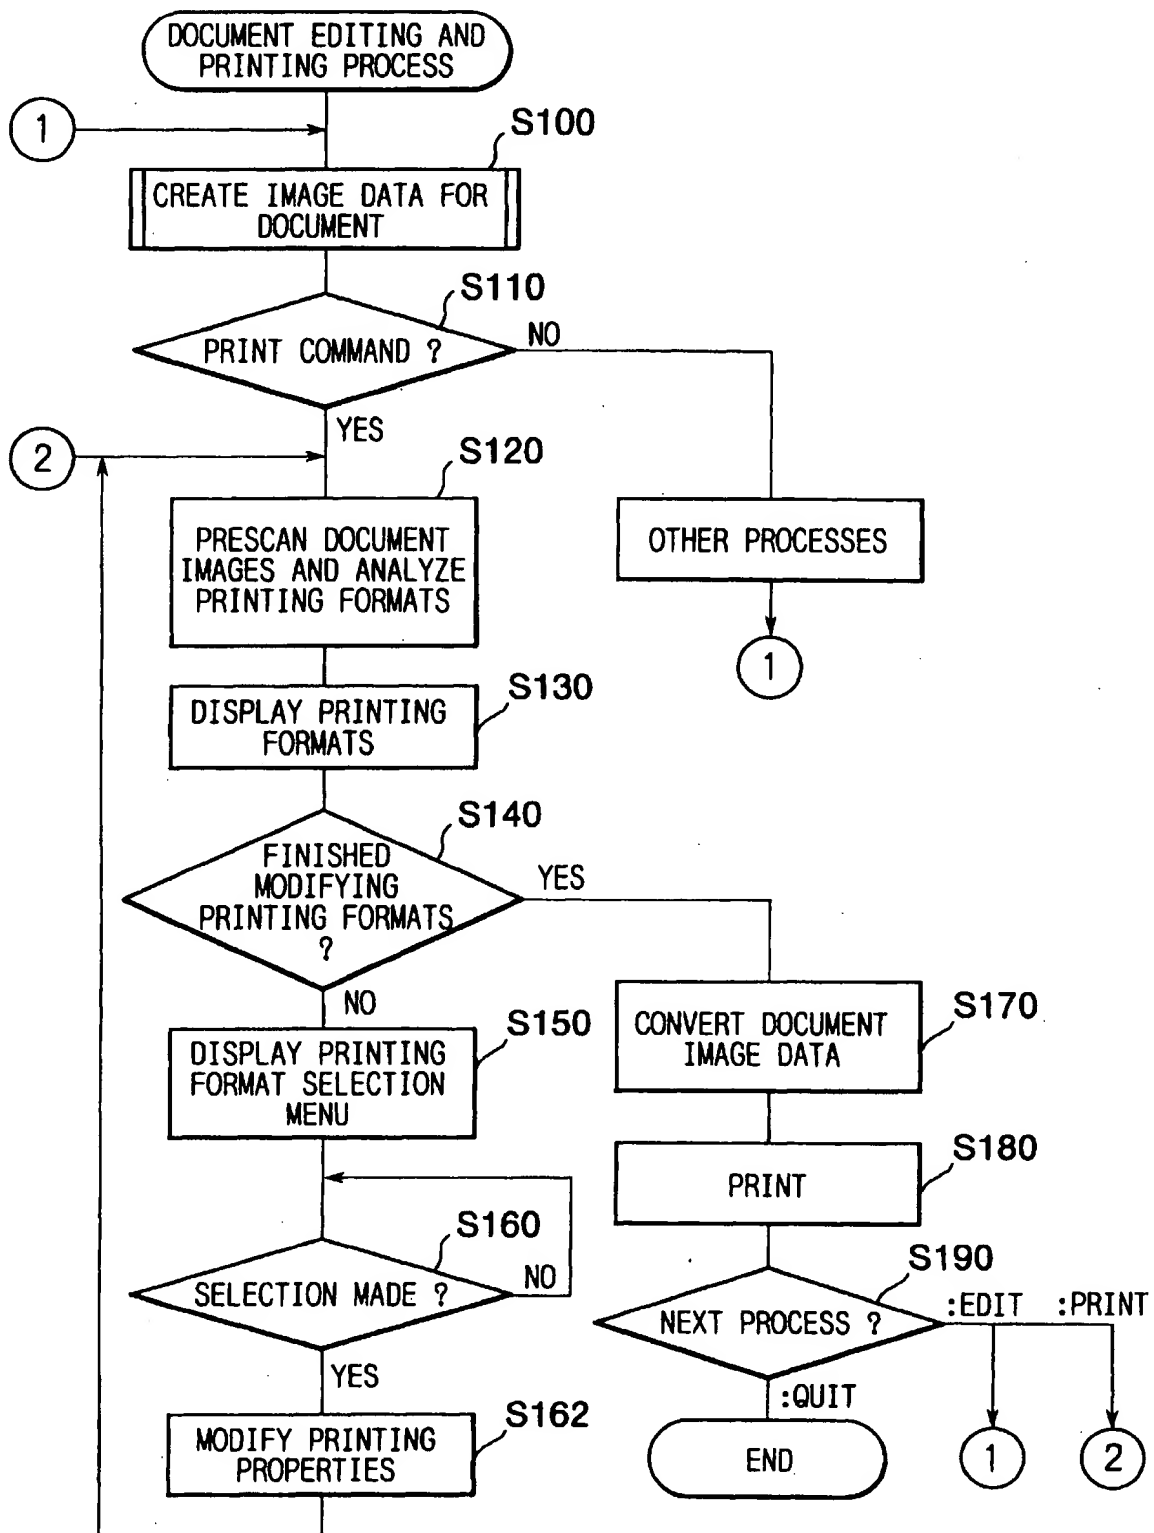 DOCUMENT EDITING AND
PRINTING PROCESS
1
S100
CREATE IMAGE DATA FOR
DOCUMENT
S110
PRINT COMMAND ?
NO
YES
2
S120
PRESCAN DOCUMENT
IMAGES AND ANALYZE
PRINTING FORMATS
OTHER PROCESSES
1
S130
DISPLAY PRINTING
FORMATS
S140
FINISHED
MODIFYING
PRINTING FORMATS
?
YES
NO
S150
DISPLAY PRINTING
FORMAT SELECTION
MENU
S170
CONVERT DOCUMENT
IMAGE DATA
S180
PRINT
S160
SELECTION MADE ?
NO
YES
S190
NEXT PROCESS ?
:EDIT
:PRINT
:QUIT
S162
MODIFY PRINTING
PROPERTIES
END
1
2